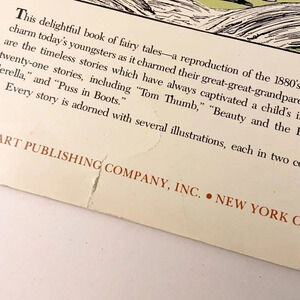 This delightful book of fairy tales—a reproduction of the 1880's
charm today's youngsters as it charmed their great-great-grandpare
are the timeless stories which have always captivated a child's i
twenty-one stories, including "Tom Thumb," "Beauty and the B
erella," and "Puss in Boots."
Every story is adorned with several illustrations, each in two c
ART PUBLISHING COMPANY, INC. • NEW YORK C